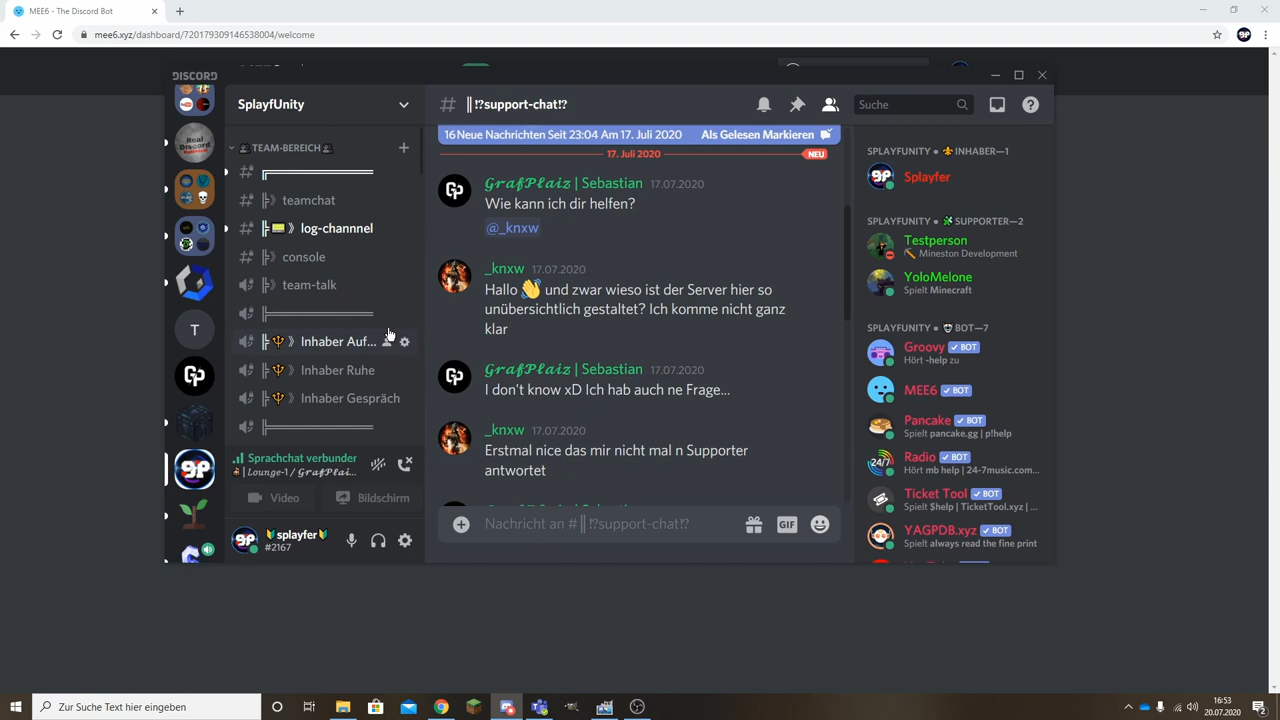 MEE6 - The Discord Bot
mee6.xyz/dashboard/720179309146538004/welcome
DISCORD
SplayfUnity
TEAM-BEREICH
teamchat
log-channnel
console
team-talk
Inhaber Auf...
Inhaber Ruhe
Inhaber Gespräch
Sprachchat verbunden
Lounge-1 / 𝓖𝓻𝓪𝓯𝓟𝓵𝓪𝓲...
Video
Bildschirm
splayfer
#2167
Real
Discord
T
GP
║⁉support-chat⁉
Suche
16 Neue Nachrichten Seit 23:04 Am 17. Juli 2020
Als Gelesen Markieren
17. Juli 2020
NEU
𝓖𝓻𝓪𝓯𝓟𝓵𝓪𝓲𝔃 | Sebastian 17.07.2020
Wie kann ich dir helfen?
@_knxw
_knxw 17.07.2020
Hallo 👋 und zwar wieso ist der Server hier so
unübersichtlich gestaltet? Ich komme nicht ganz
klar
𝓖𝓻𝓪𝓯𝓟𝓵𝓪𝓲𝔃 | Sebastian 17.07.2020
I don't know xD Ich hab auch ne Frage...
_knxw 17.07.2020
Erstmal nice das mir nicht mal n Supporter
antwortet
Nachricht an #║⁉support-chat⁉
GIF
SPLAYFUNITY • INHABER—1
Splayfer
SPLAYFUNITY • SUPPORTER—2
Testperson
Mineston Development
YoloMelone
Spielt Minecraft
SPLAYFUNITY • BOT—7
Groovy ✓ BOT
Hört -help zu
MEE6 ✓ BOT
Pancake ✓ BOT
Spielt pancake.gg | p!help
Radio ✓ BOT
Hört mb help | 24-7music.com...
24/7
Ticket Tool ✓ BOT
Spielt $help | TicketTool.xyz | ...
YAGPDB.xyz ✓ BOT
Spielt always read the fine print
Zur Suche Text hier eingeben
16:53
20.07.2020
2